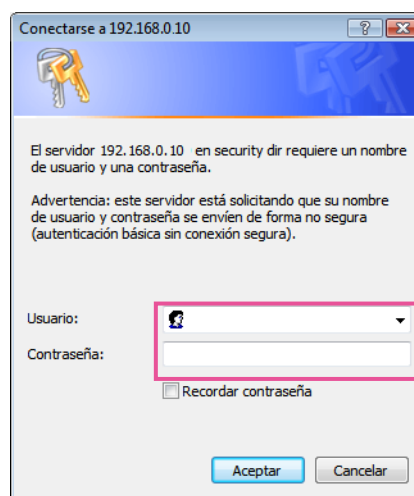 Conectarse a 192.168.0.10
El servidor 192.168.0.10 en security dir requiere un nombre
de usuario y una contraseña.
Advertencia: este servidor está solicitando que su nombre
de usuario y contraseña se envíen de forma no segura
(autenticación básica sin conexión segura).
Usuario:
Contraseña:
Recordar contraseña
Aceptar Cancelar